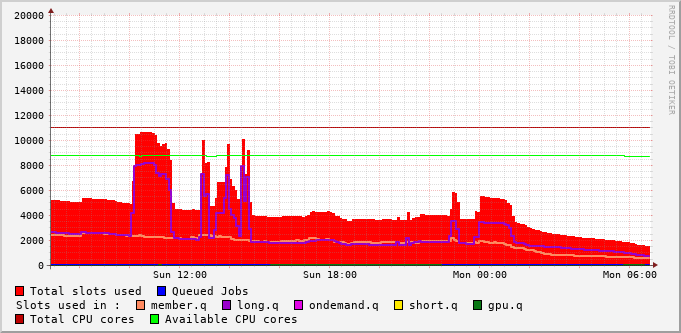 RRDTOOL / TOBI OETIKER
20000
18000
16000
14000
12000
10000
8000
6000
4000
2000
0
Sun 12:00 Sun 18:00 Mon 00:00 Mon 06:00
Total slots used Queued Jobs
Slots used in : member.q long.q ondemand.q short.q gpu.q
Total CPU cores Available CPU cores